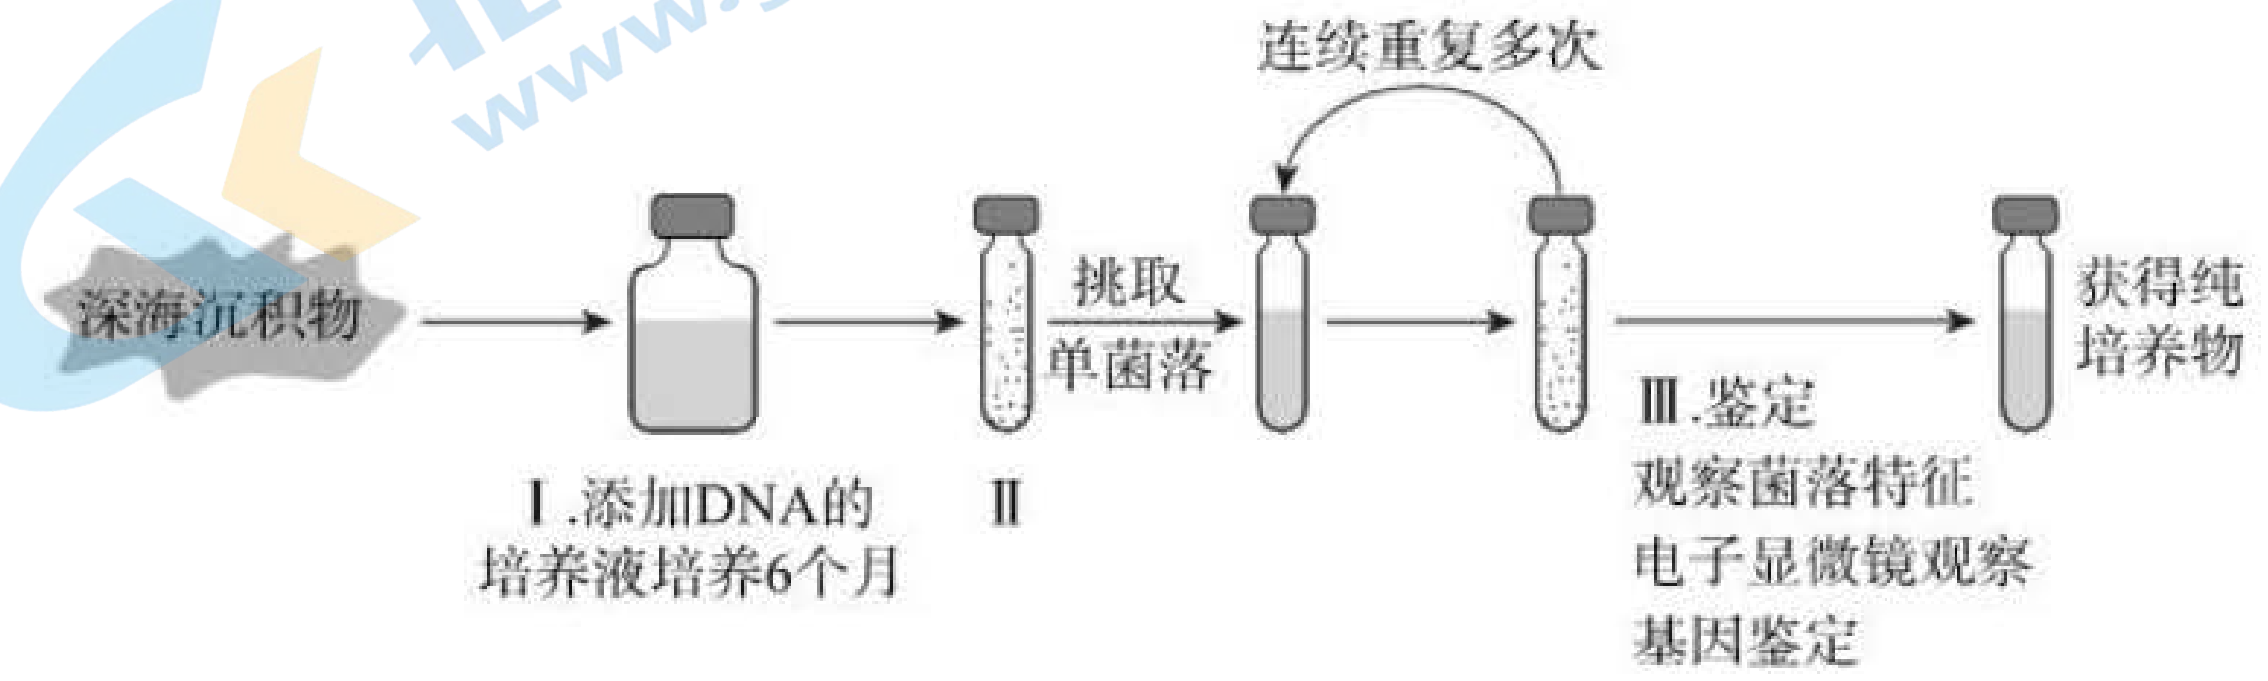 连续重复多次
深海沉积物
挑取
单菌落
获得纯
培养物
Ⅰ.添加DNA的
培养液培养6个月
Ⅱ
Ⅲ.鉴定
观察菌落特征
电子显微镜观察
基因鉴定
www.